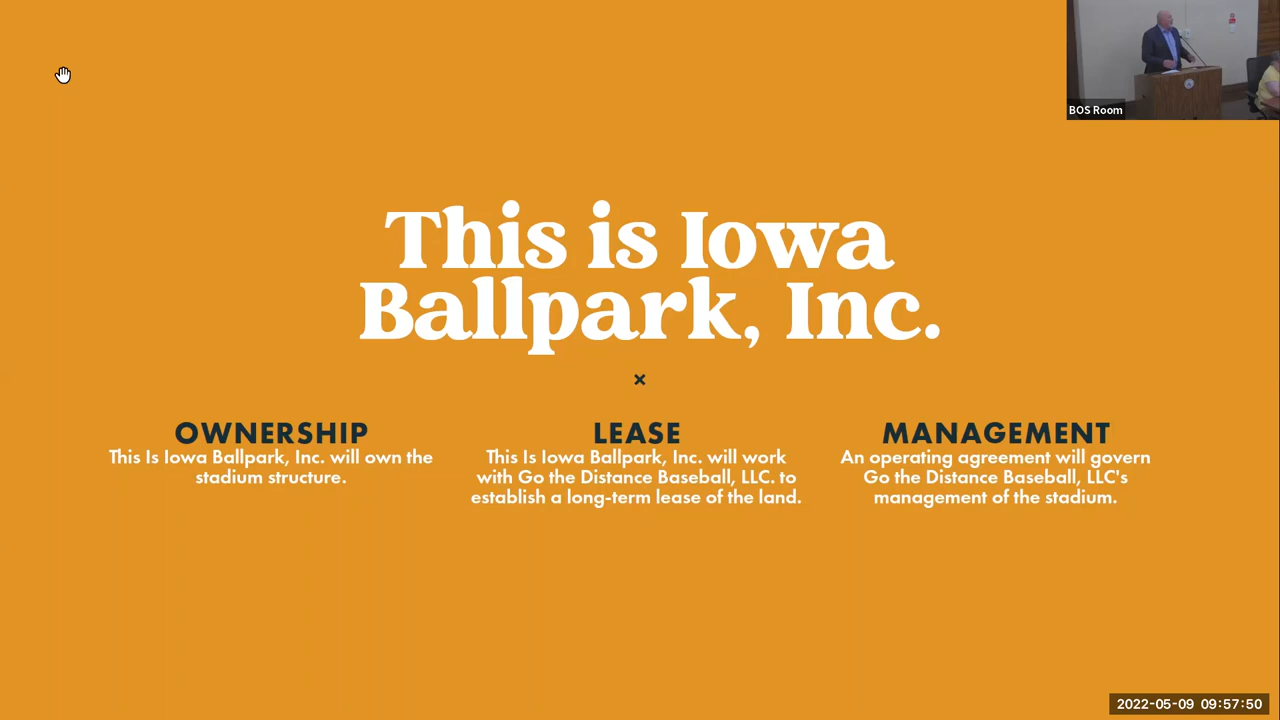 BOS Room
This is Iowa
Ballpark, Inc.
OWNERSHIP
This Is Iowa Ballpark, Inc. will own the
stadium structure.
LEASE
This Is Iowa Ballpark, Inc. will work
with Go the Distance Baseball, LLC. to
establish a long-term lease of the land.
MANAGEMENT
An operating agreement will govern
Go the Distance Baseball, LLC's
management of the stadium.
2022-05-09 09:57:50